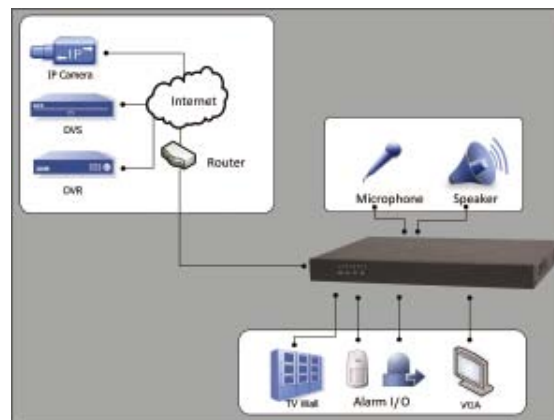 IP
IP Camera
Internet
DVS
Router
DVR
Microphone
Speaker
TV Wall
Alarm I/O
VGA